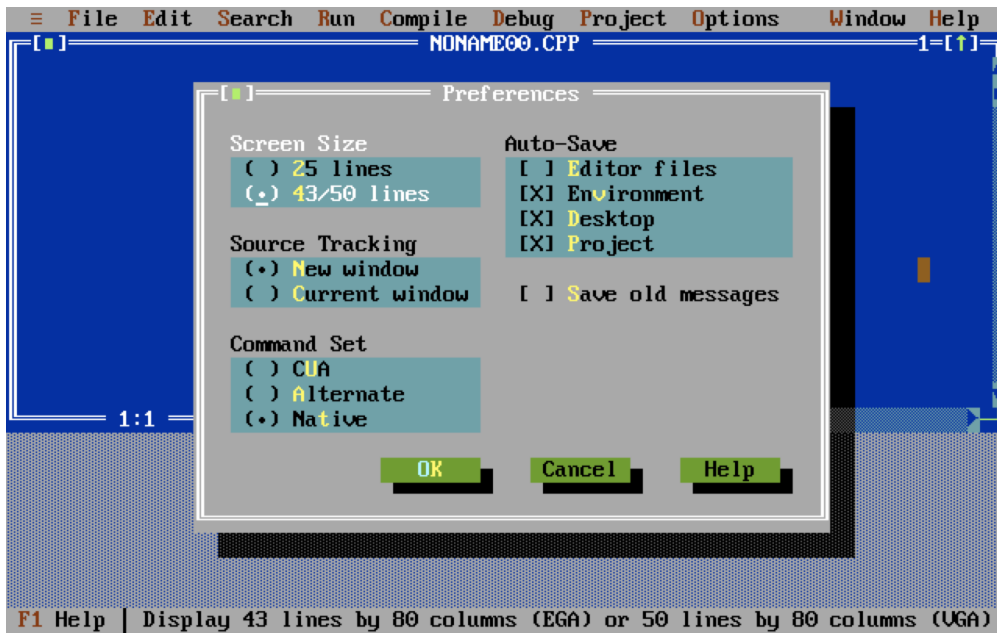 ≡ File Edit Search Run Compile Debug Project Options Window Help
[■] NONAME00.CPP 1=[↑]
[■] Preferences
Screen Size
( ) 25 lines
(•) 43/50 lines
Source Tracking
(•) New window
( ) Current window
Command Set
( ) CUA
( ) Alternate
(•) Native
Auto-Save
[ ] Editor files
[X] Environment
[X] Desktop
[X] Project
[ ] Save old messages
1:1
OK Cancel Help
F1 Help | Display 43 lines by 80 columns (EGA) or 50 lines by 80 columns (VGA)